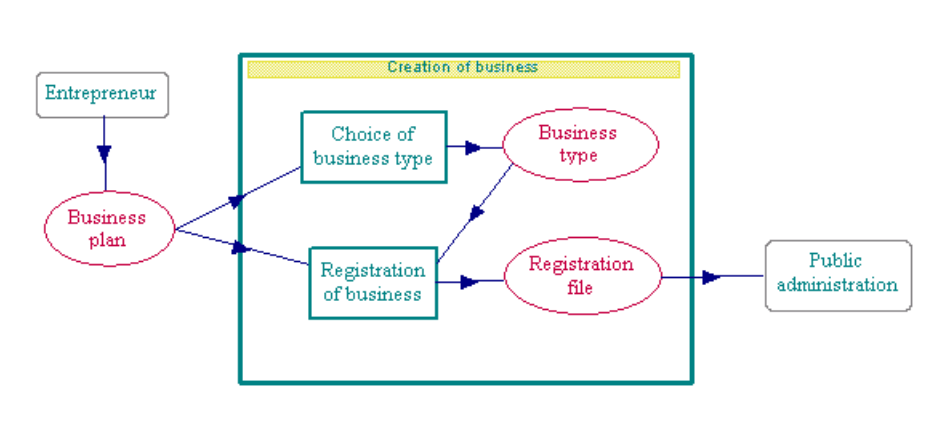 Creation of business
Entrepreneur
Choice of
business type
Business
type
Business
plan
Registration
of business
Registration
file
Public
administration